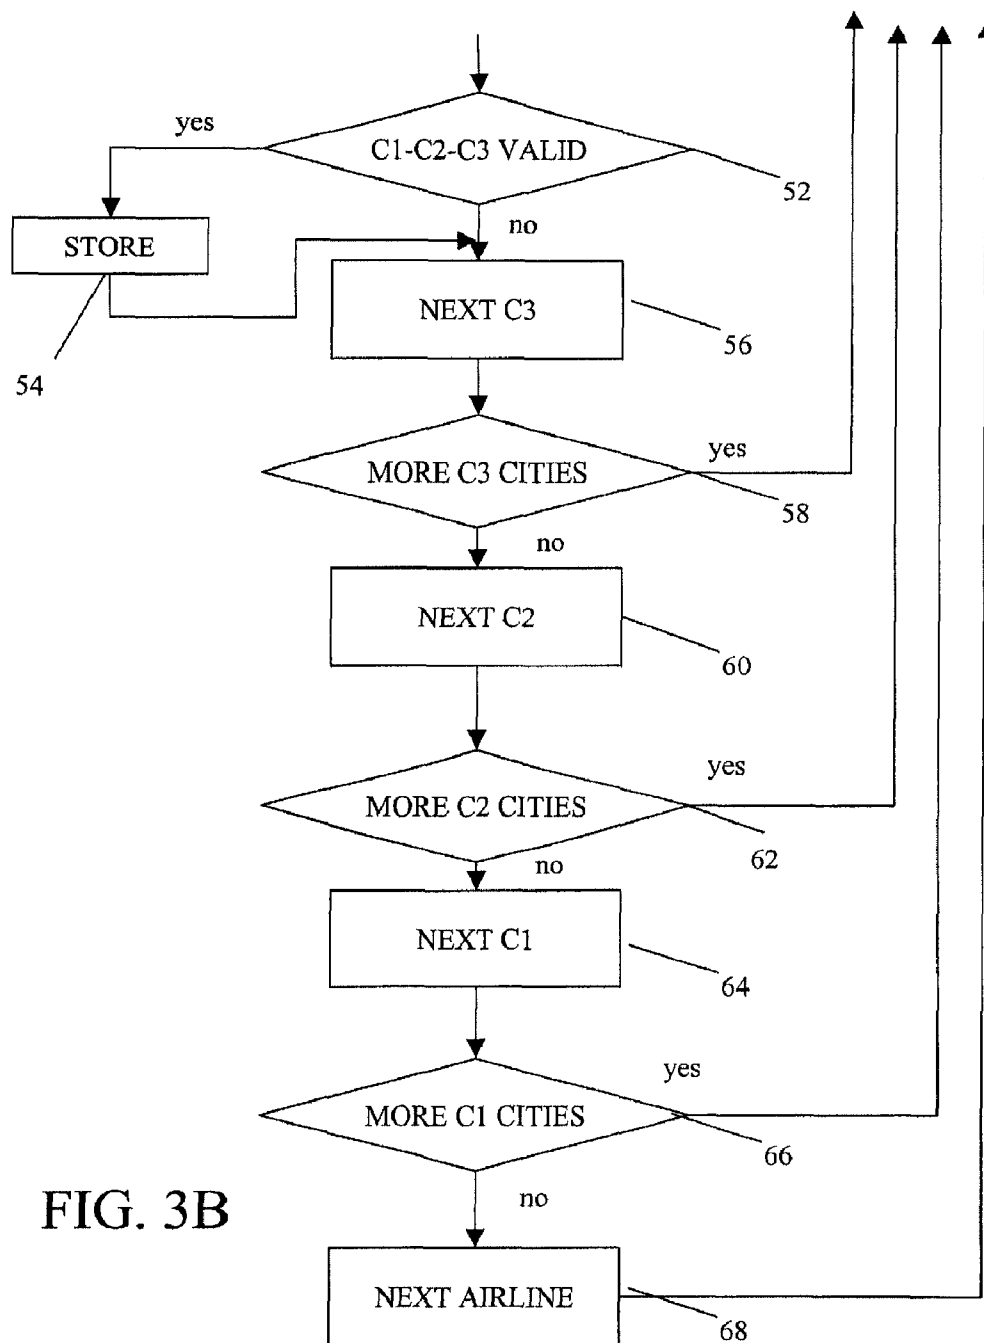 yes
C1-C2-C3 VALID
52
no
STORE
NEXT C3
56
54
MORE C3 CITIES
yes
58
no
NEXT C2
60
MORE C2 CITIES
yes
62
no
NEXT C1
64
yes
MORE C1 CITIES
66
no
FIG. 3B
NEXT AIRLINE
68